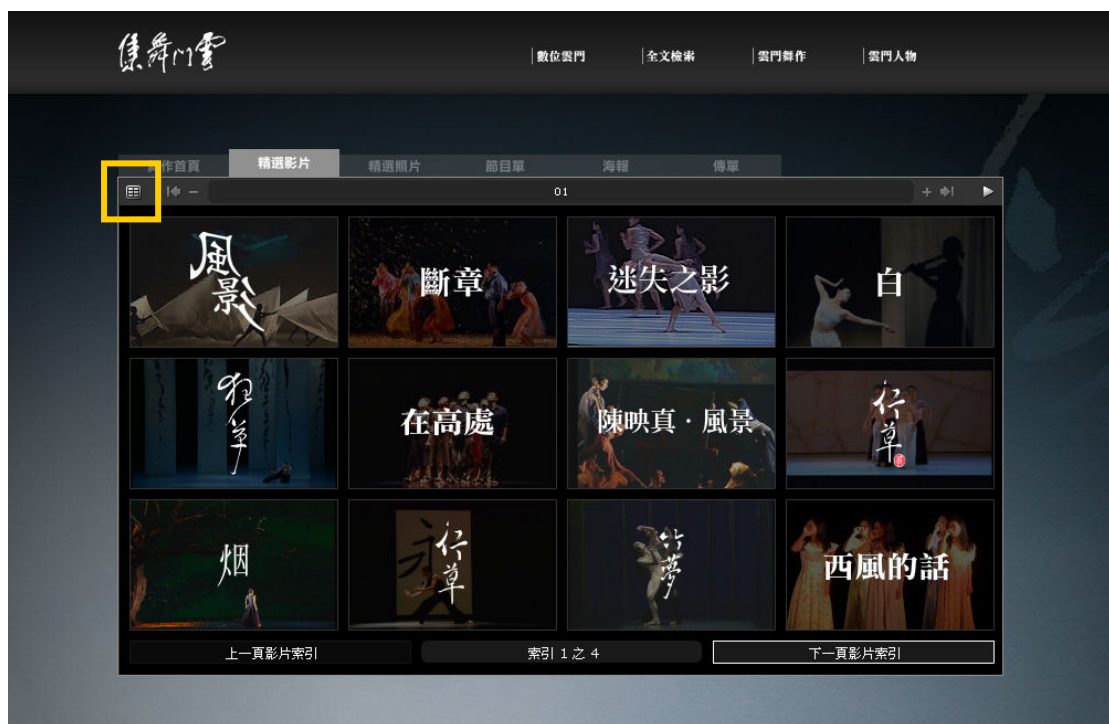 集舞雲門
數位雲門
全文檢索
雲門舞作
雲門人物
作首頁
精選影片
精選照片
節目單
海報
傳單
01
風影
斷章
迷失之影
白
狂草
在高處
陳映真·風景
行草 貳
烟
行草
竹夢
西風的話
上一頁影片索引
索引 1 之 4
下一頁影片索引